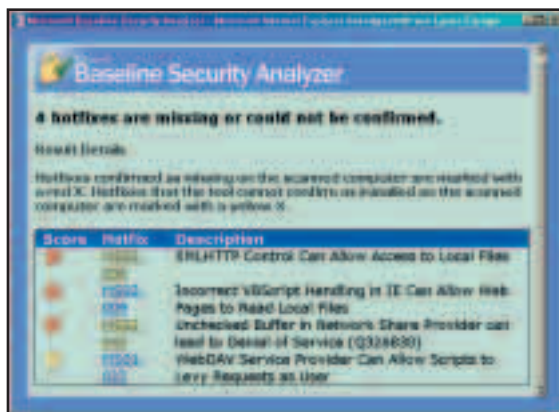 Baseline Security Analyzer
4 hotfixes are missing or could not be confirmed.
Result Details
Hotfixes confirmed as missing on the scanned computer are marked with
a red X. Hotfixes that the tool cannot confirm as installed on the scanned
computer are marked with a yellow X.
Score Hotfix Description
XMLHTTP Control Can Allow Access to Local Files
Incorrect VBScript Handling in IE Can Allow Web
Pages to Read Local Files
Unchecked Buffer in Network Share Provider can
lead to Denial of Service (Q326830)
WebDAV Service Provider Can Allow Scripts to
Levy Requests as User